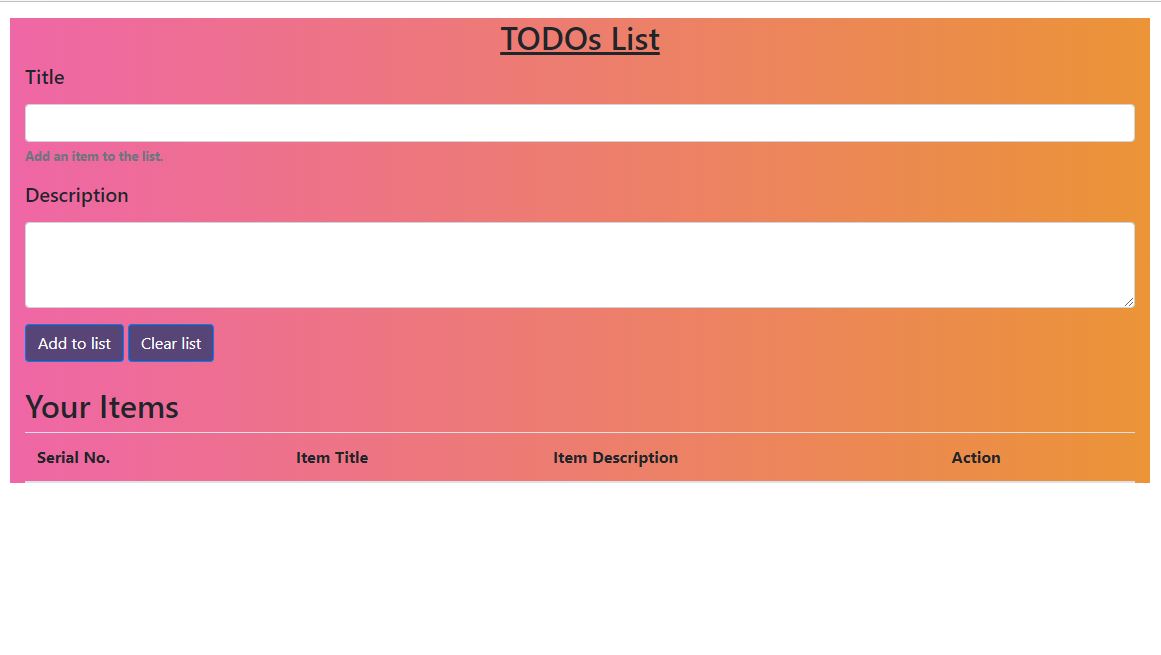 TODOs List
Title
Add an item to the list.
Description
Add to list Clear list
Your Items
Serial No. Item Title Item Description Action